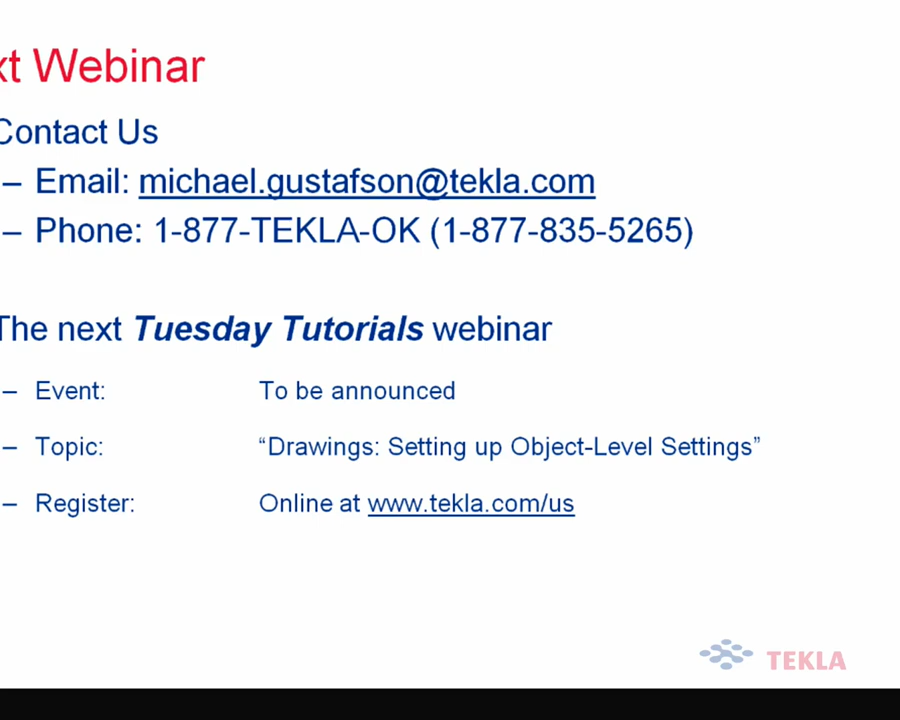 xt Webinar
Contact Us
– Email: michael.gustafson@tekla.com
– Phone: 1-877-TEKLA-OK (1-877-835-5265)
The next Tuesday Tutorials webinar
– Event: To be announced
– Topic: “Drawings: Setting up Object-Level Settings”
– Register: Online at www.tekla.com/us
TEKLA